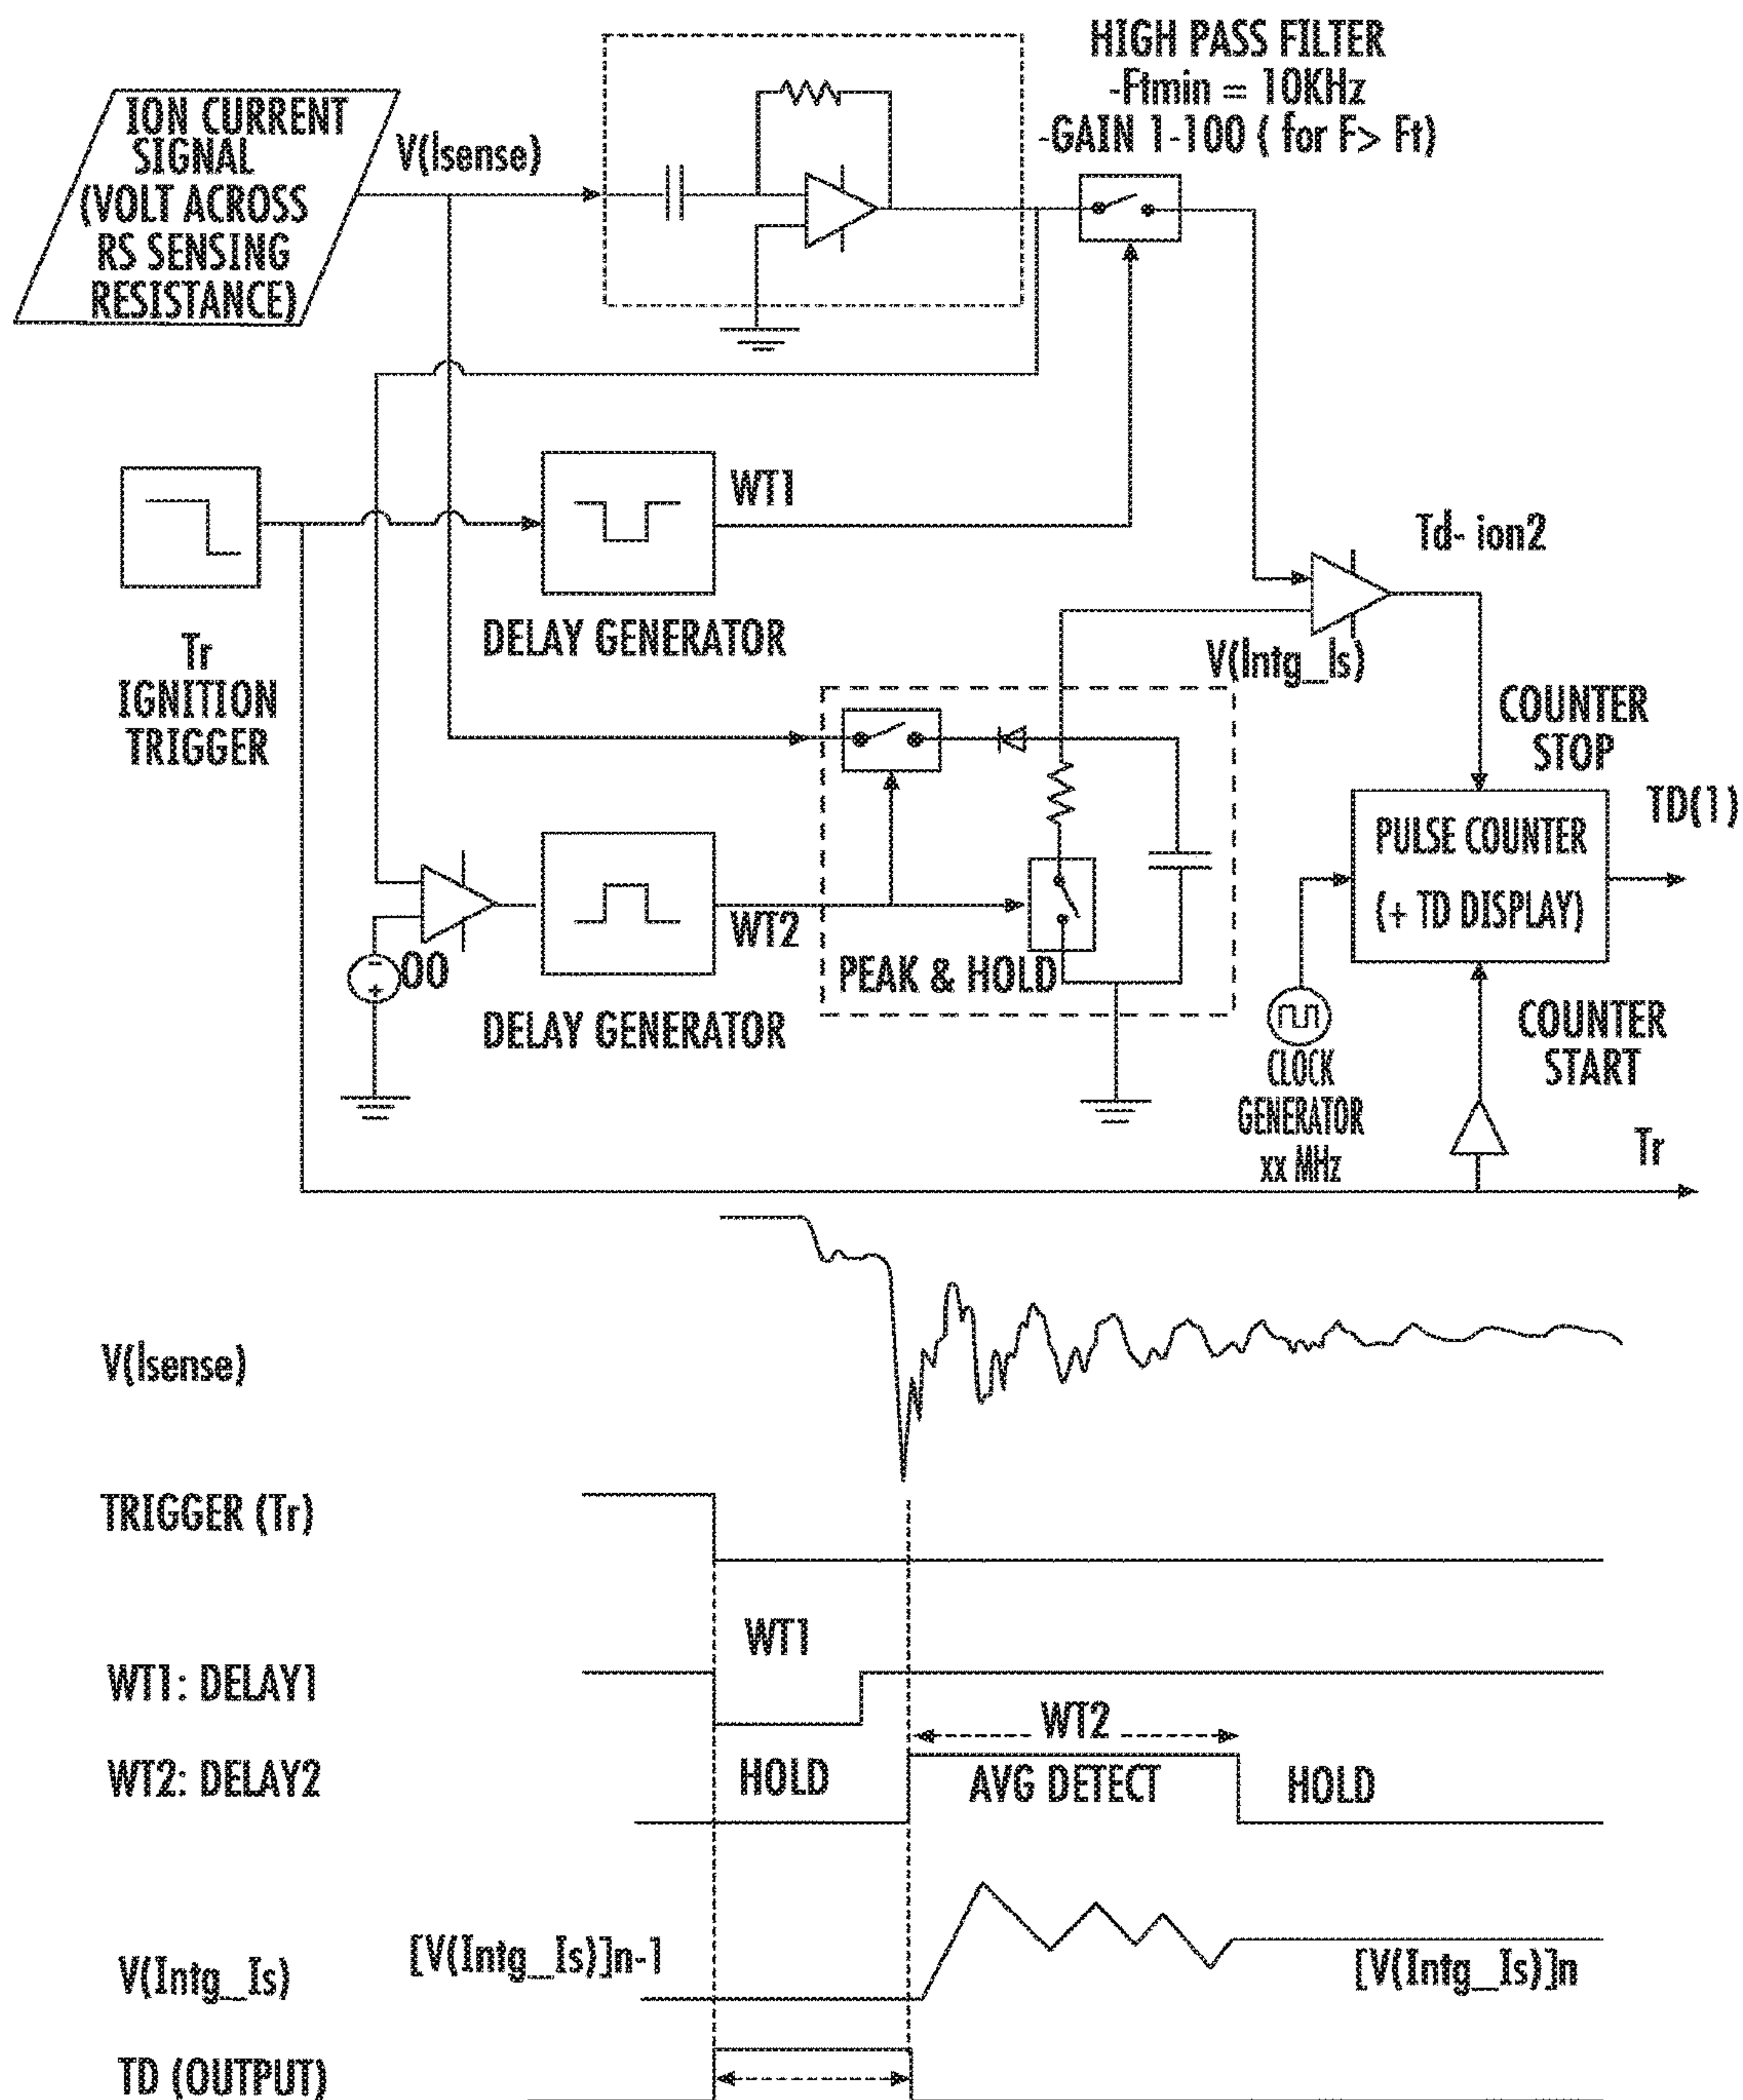 HIGH PASS FILTER
-Ftmin = 10KHz
-GAIN 1-100 ( for F> Ft)
ION CURRENT
SIGNAL
(VOLT ACROSS
RS SENSING
RESISTANCE)
V(Isense)
WT1
DELAY GENERATOR
Tr
IGNITION
TRIGGER
Td- ion2
V(Intg_Is)
COUNTER
STOP
TD(1)
PULSE COUNTER
(+ TD DISPLAY)
WT2
PEAK & HOLD
- + 00
DELAY GENERATOR
COUNTER
START
CLOCK
GENERATOR
xx MHz
Tr
V(Isense)
TRIGGER (Tr)
WT1
WT1: DELAY1
WT2
WT2: DELAY2
HOLD
AVG DETECT
HOLD
V(Intg_Is)
[V(Intg_Is)]n-1
[V(Intg_Is)]n
TD (OUTPUT)